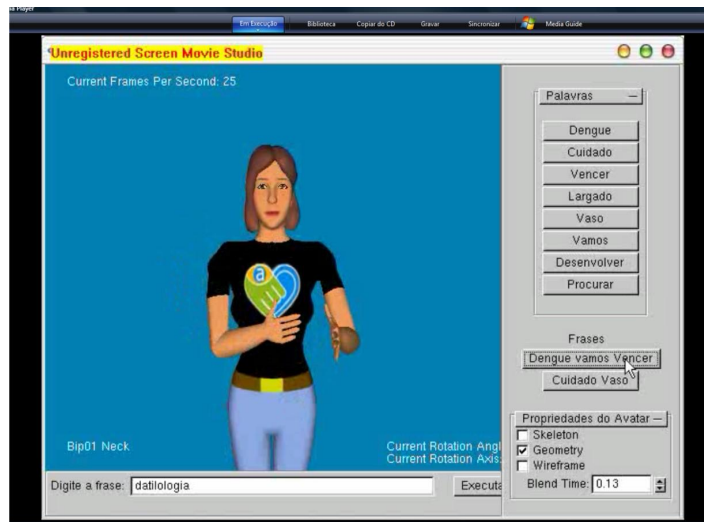 a Player
Em Execução Biblioteca Copiar do CD Gravar Sincronizar Media Guide
Unregistered Screen Movie Studio
Current Frames Per Second: 25
Palavras
Dengue
Cuidado
Vencer
Largado
Vaso
Vamos
Desenvolver
Procurar
a
Frases
Dengue vamos Vencer
Cuidado Vaso
Propriedades do Avatar
Skeleton
Geometry
Wireframe
Blend Time: 0.13
Bip01 Neck
Current Rotation Angl
Current Rotation Axis:
Digite a frase: datilologia Executa